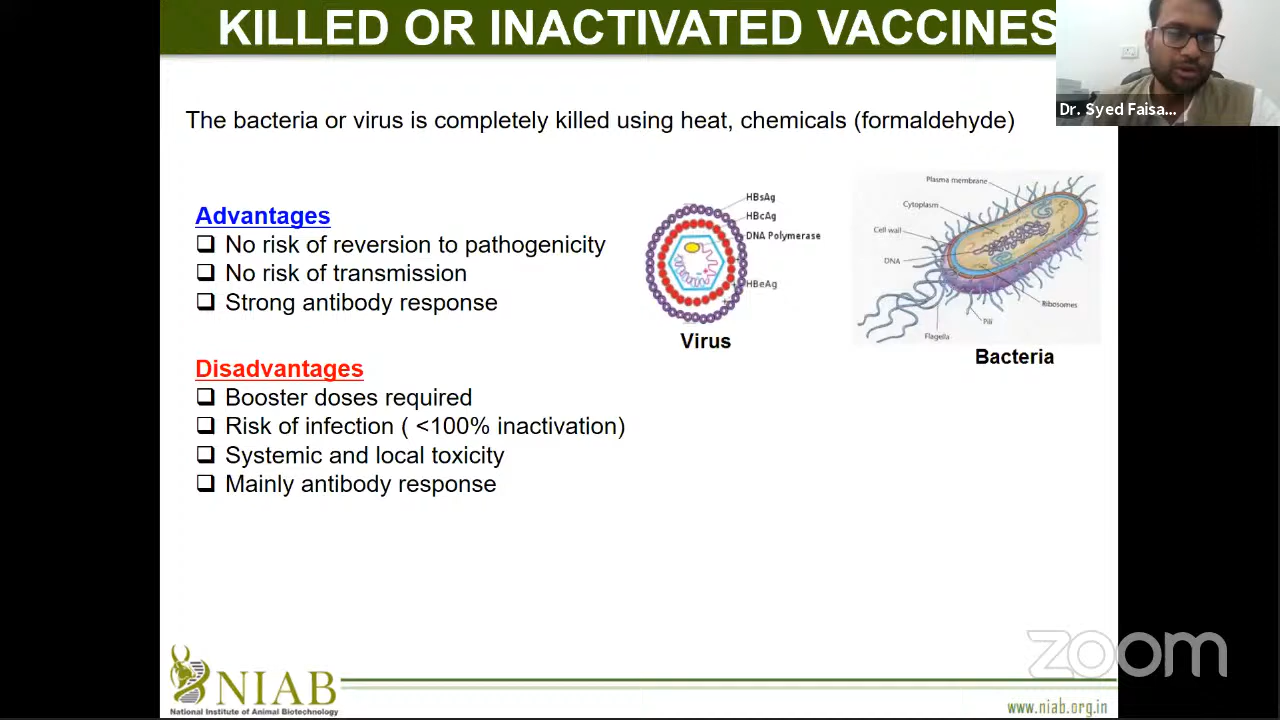 KILLED OR INACTIVATED VACCINES
Dr. Syed Faisa...
The bacteria or virus is completely killed using heat, chemicals (formaldehyde)
Advantages
No risk of reversion to pathogenicity
No risk of transmission
Strong antibody response
HBsAg
HBcAg
DNA Polymerase
HBeAg
Virus
Plasma membrane
Cytoplasm
Cell wall
DNA
Ribosomes
Pili
Flagella
Bacteria
Disadvantages
Booster doses required
Risk of infection ( <100% inactivation)
Systemic and local toxicity
Mainly antibody response
zoom
NIAB
National Institute of Animal Biotechnology
www.niab.org.in